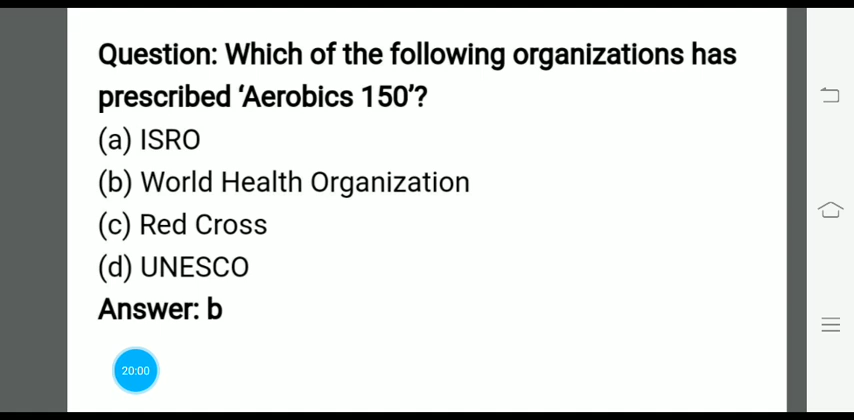 Question: Which of the following organizations has
prescribed ‘Aerobics 150’?
(a) ISRO
(b) World Health Organization
(c) Red Cross
(d) UNESCO
Answer: b
20:00